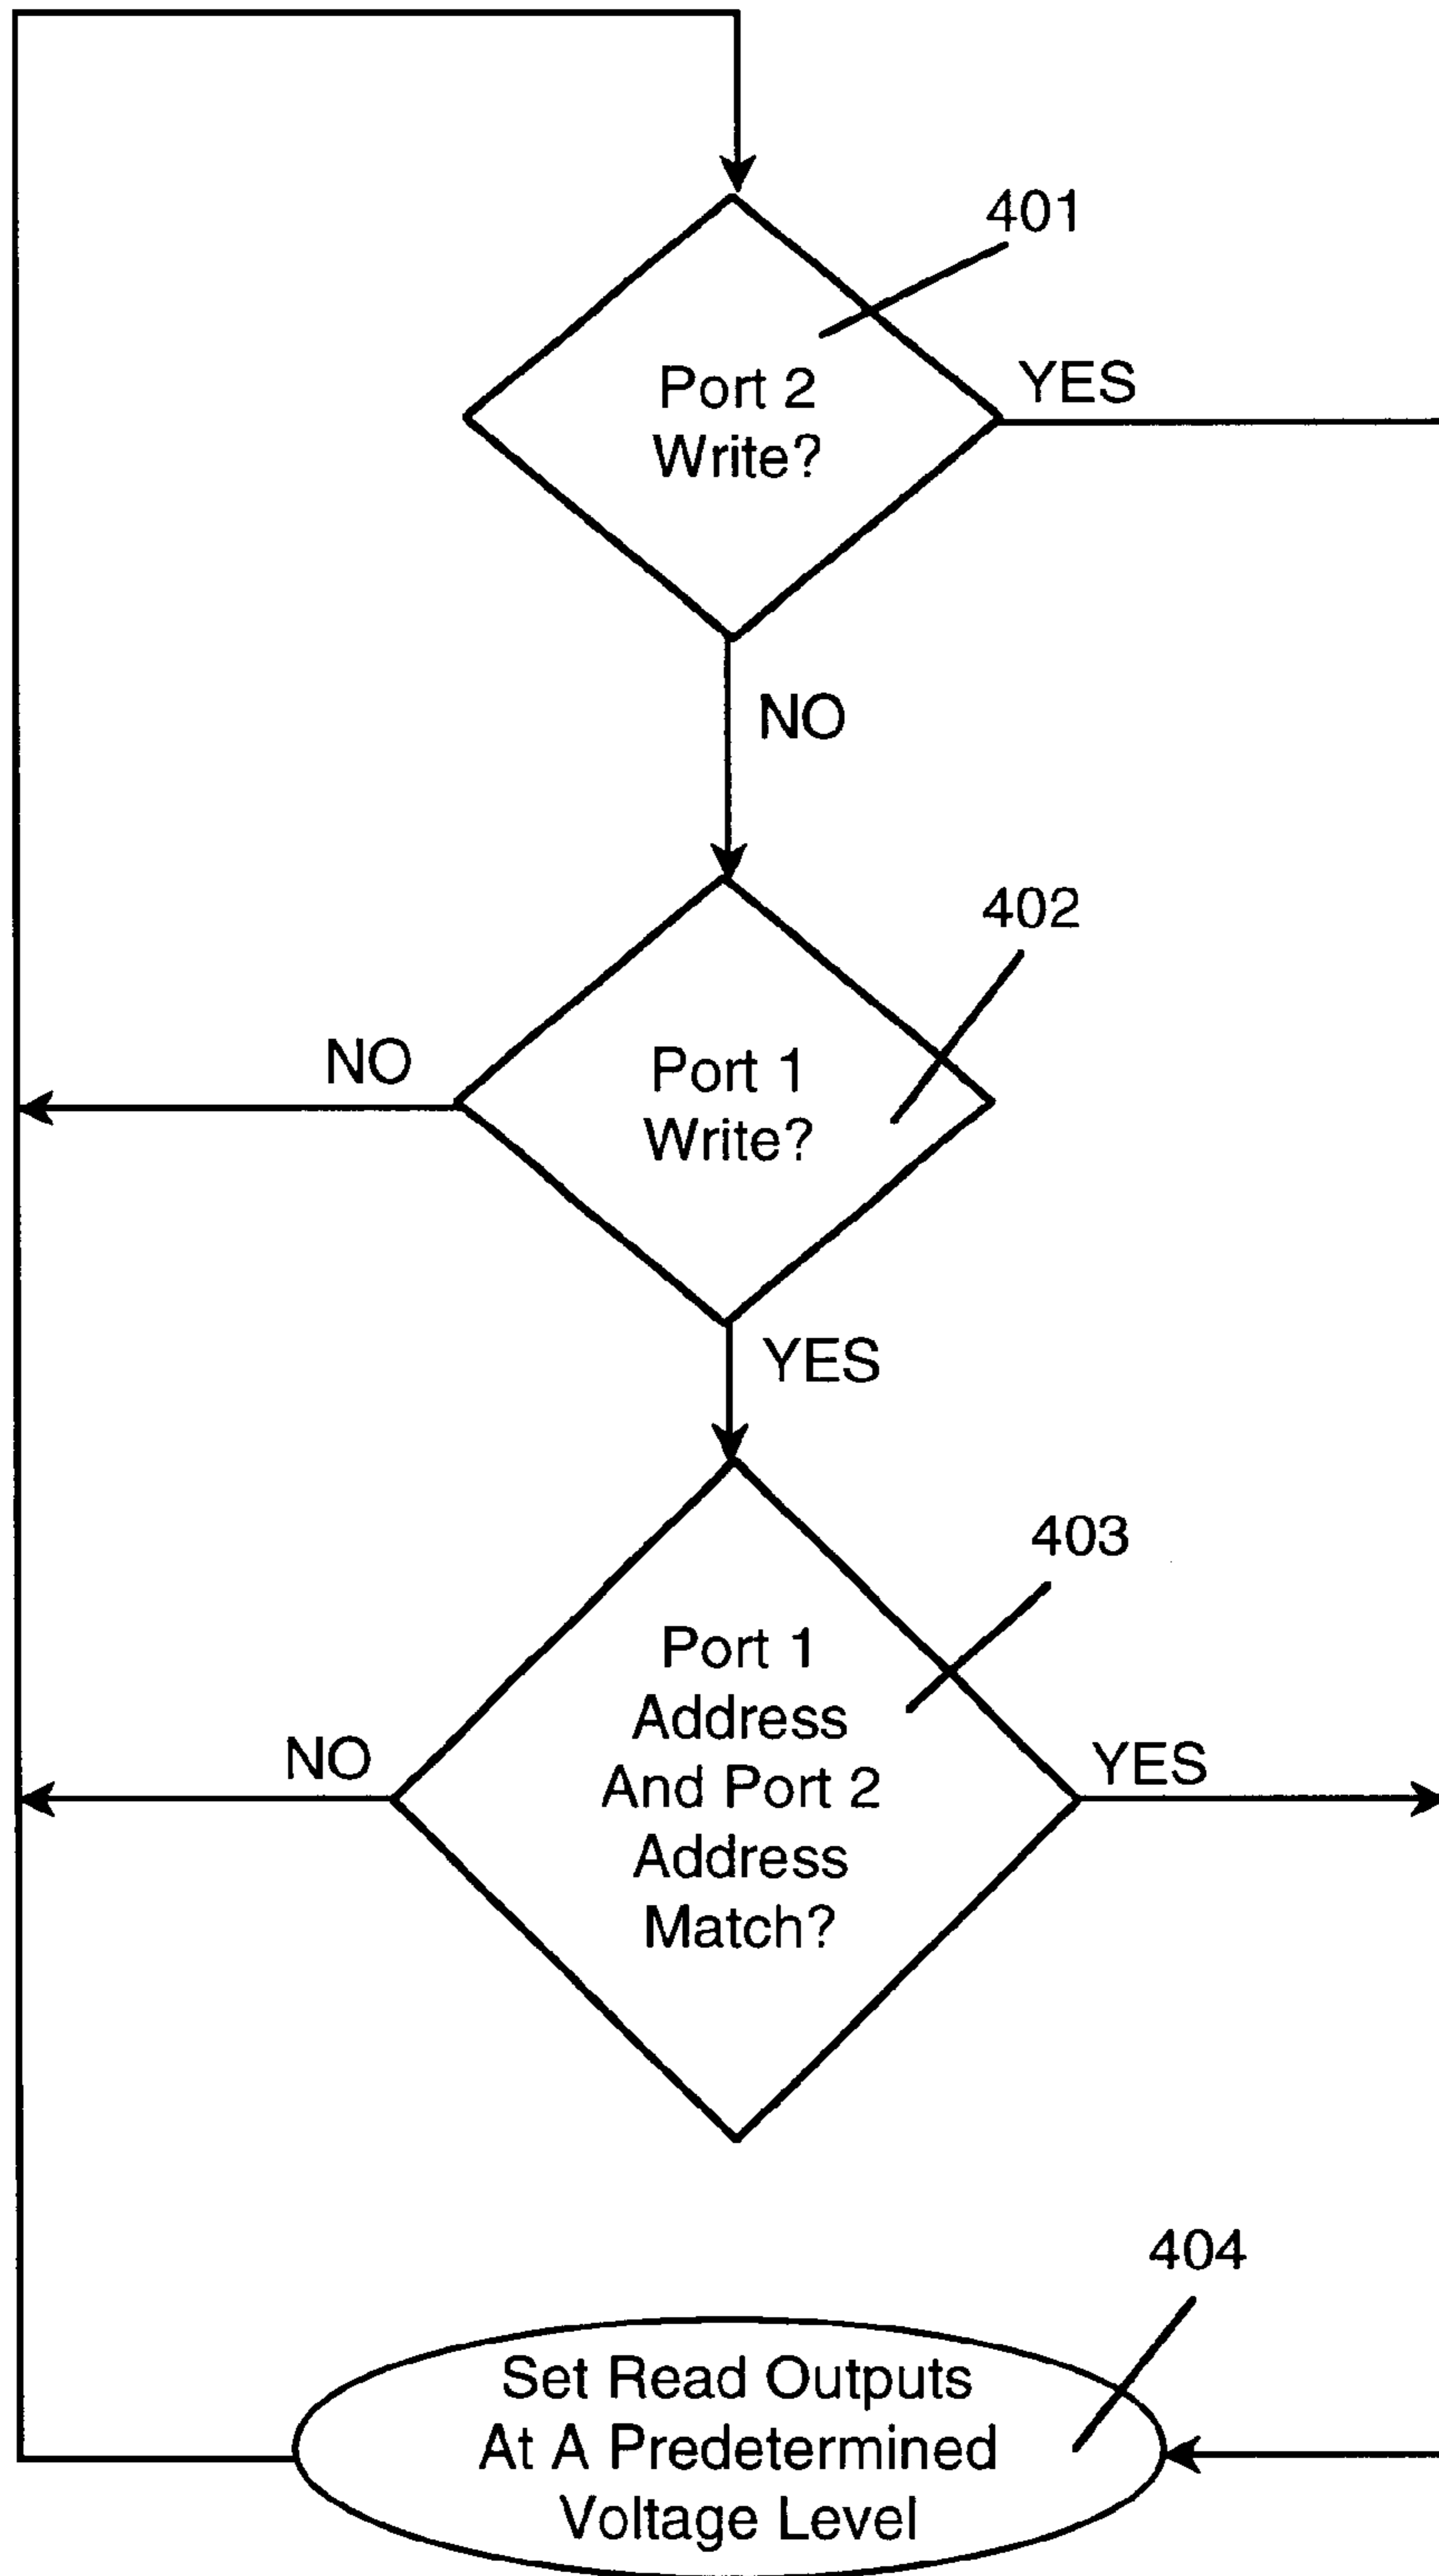 401
Port 2
Write?
YES
NO
402
NO
Port 1
Write?
YES
403
Port 1
Address
And Port 2
Address
Match?
NO
YES
404
Set Read Outputs
At A Predetermined
Voltage Level